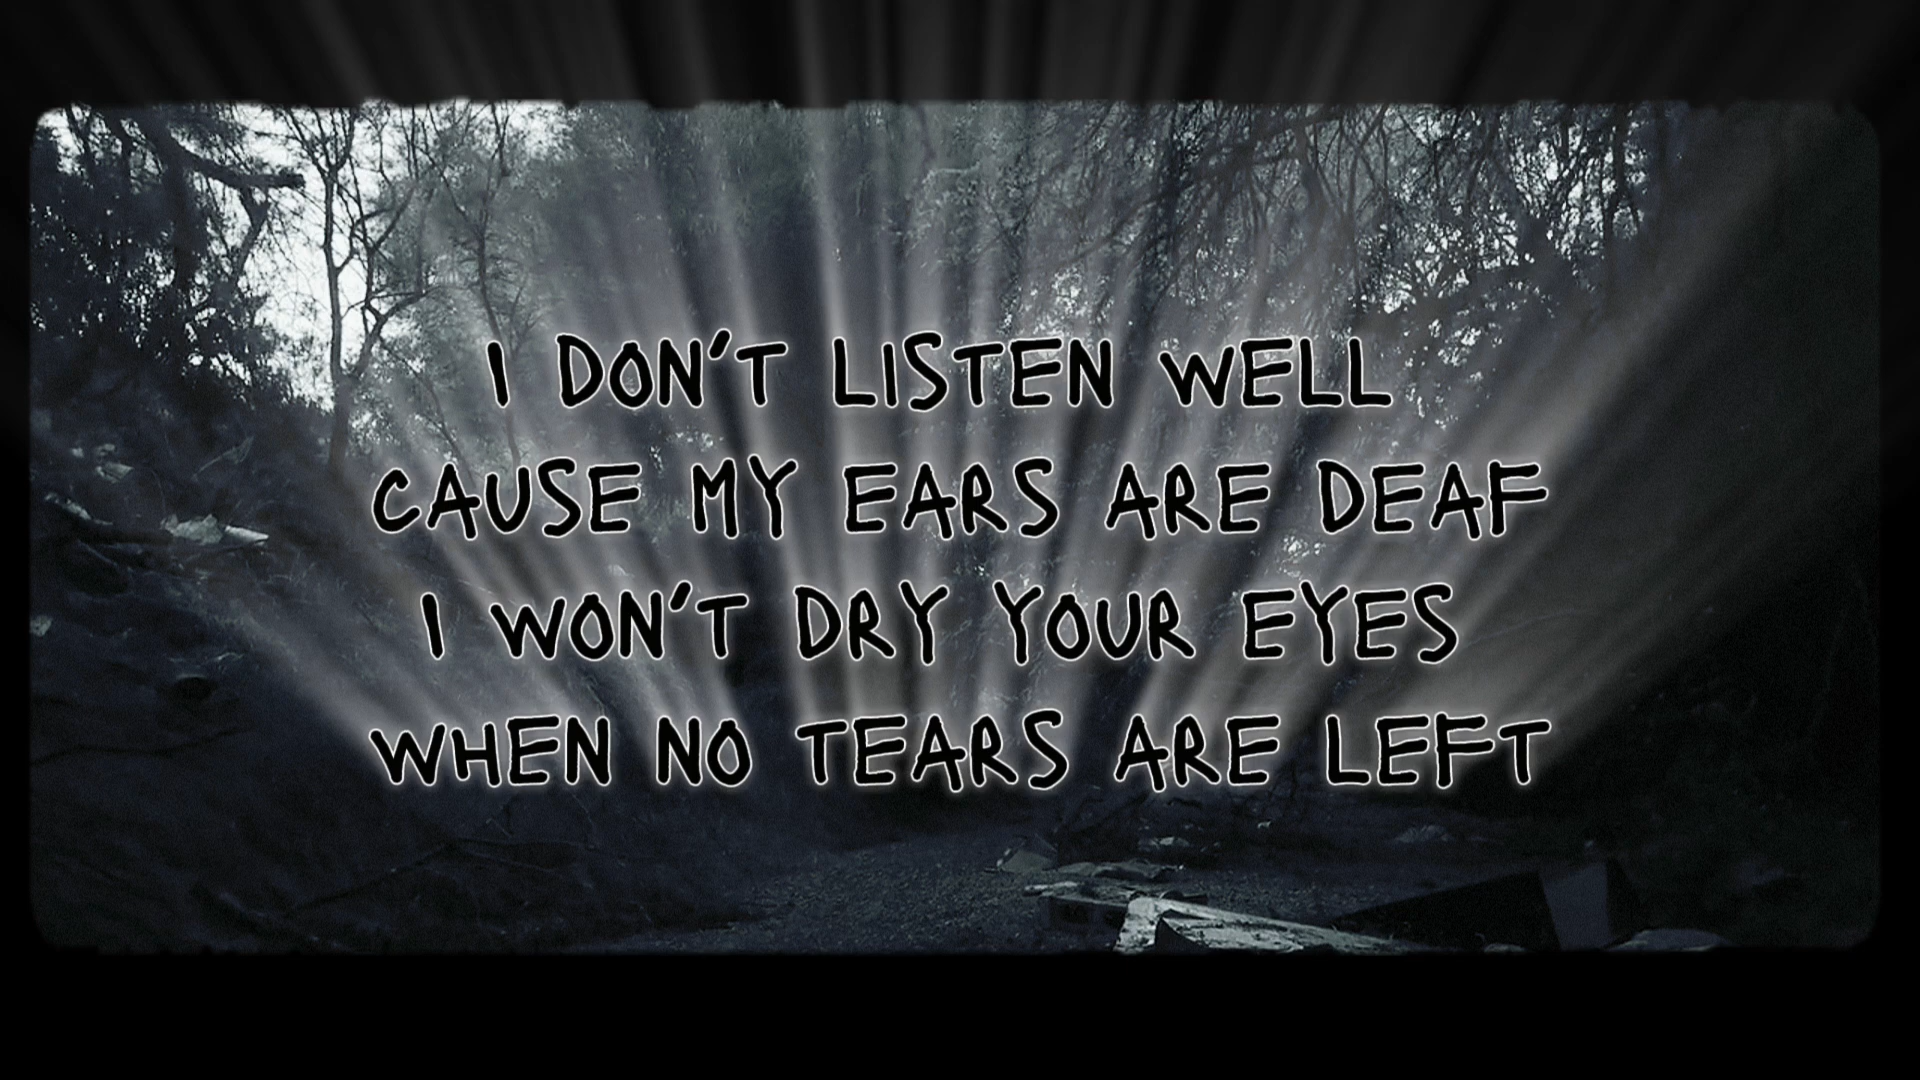 I DON'T LISTEN WELL
CAUSE MY EARS ARE DEAF
I WON'T DRY YOUR EYES
WHEN NO TEARS ARE LEFT